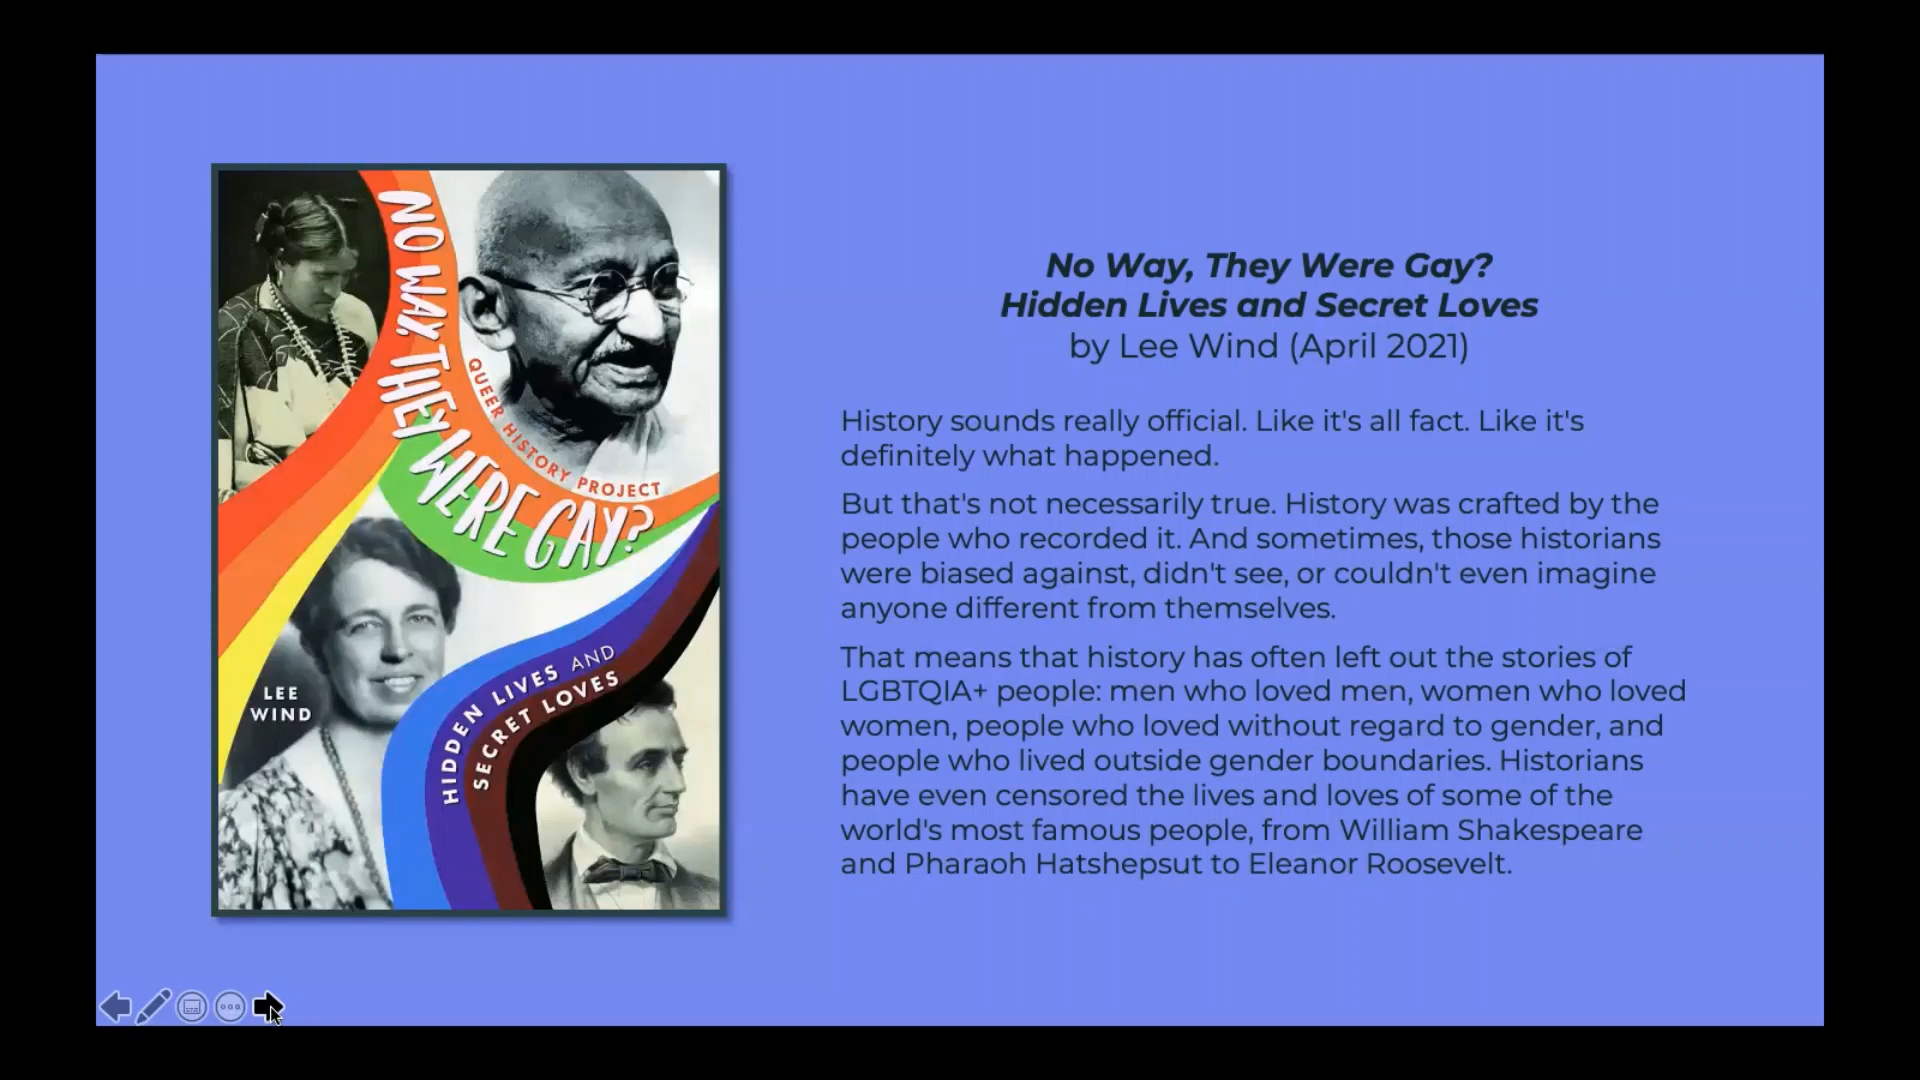 NO WAY, THEY
WERE GAY?
QUEER HISTORY PROJECT
LEE
WIND
HIDDEN LIVES AND
SECRET LOVES
No Way, They Were Gay?
Hidden Lives and Secret Loves
by Lee Wind (April 2021)
History sounds really official. Like it's all fact. Like it's
definitely what happened.
But that's not necessarily true. History was crafted by the
people who recorded it. And sometimes, those historians
were biased against, didn't see, or couldn't even imagine
anyone different from themselves.
That means that history has often left out the stories of
LGBTQIA+ people: men who loved men, women who loved
women, people who loved without regard to gender, and
people who lived outside gender boundaries. Historians
have even censored the lives and loves of some of the
world's most famous people, from William Shakespeare
and Pharaoh Hatshepsut to Eleanor Roosevelt.